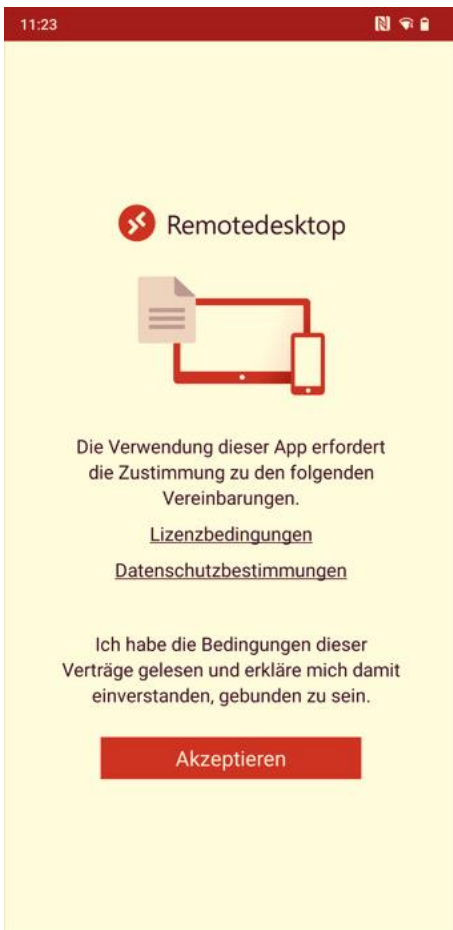 11:23
Remotedesktop
Die Verwendung dieser App erfordert
die Zustimmung zu den folgenden
Vereinbarungen.
Lizenzbedingungen
Datenschutzbestimmungen
Ich habe die Bedingungen dieser
Verträge gelesen und erkläre mich damit
einverstanden, gebunden zu sein.
Akzeptieren